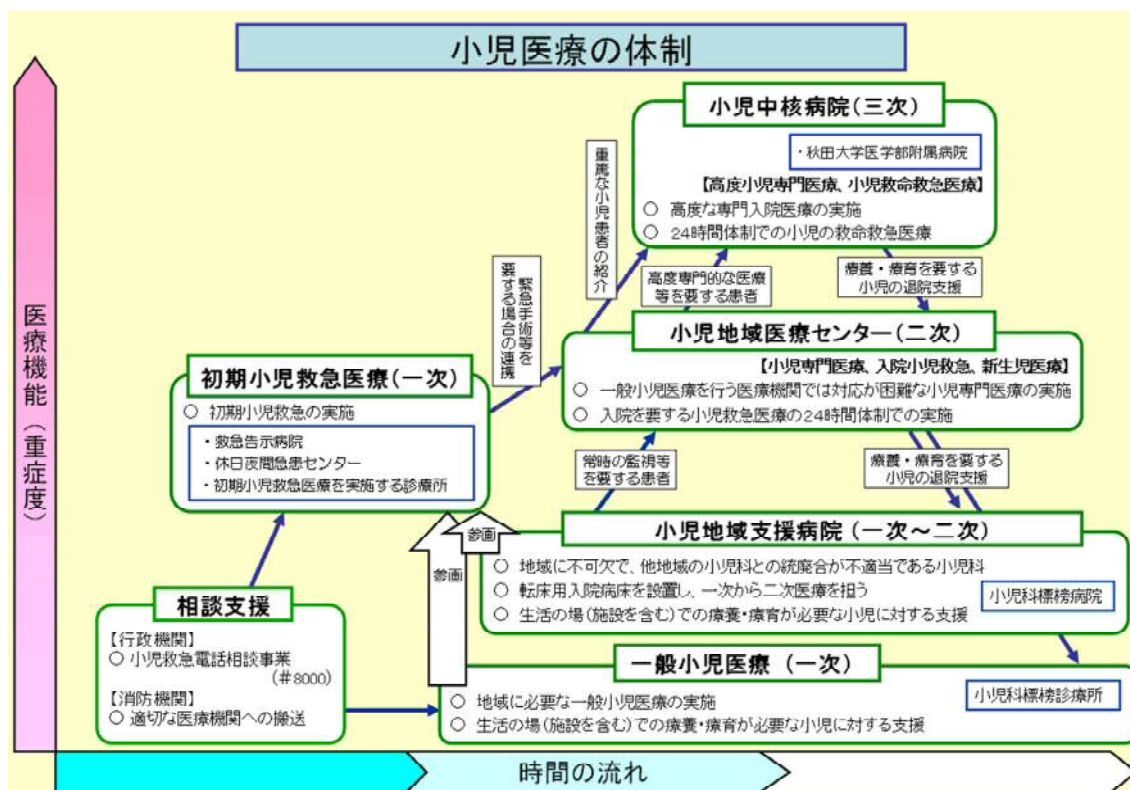 小児医療の体制
医療機能(重症度)
小児中核病院(三次)
・秋田大学医学部附属病院
【高度小児専門医療、小児救命救急医療】
○ 高度な専門入院医療の実施
○ 24時間体制での小児の救命救急医療
重篤な小児患者の紹介
緊急手術等を
要する場合の連携
高度専門的な医療
等を要する患者
療養・療育を要する
小児の退院支援
小児地域医療センター(二次)
【小児専門医療、入院小児救急、新生児医療】
○ 一般小児医療を行う医療機関では対応が困難な小児専門医療の実施
○ 入院を要する小児救急医療の24時間体制での実施
初期小児救急医療(一次)
○ 初期小児救急の実施
・救急告示病院
・休日夜間急患センター
・初期小児救急医療を実施する診療所
常時の監視等
を要する患者
療養・療育を要する
小児の退院支援
参画
参画
小児地域支援病院(一次~二次)
○ 地域に不可欠で、他地域の小児科との統廃合が不適当である小児科
○ 転床用入院病床を設置し、一次から二次医療を担う
○ 生活の場(施設を含む)での療養・療育が必要な小児に対する支援
小児科標榜病院
相談支援
【行政機関】
○ 小児救急電話相談事業
(#8000)
【消防機関】
○ 適切な医療機関への搬送
一般小児医療 (一次)
○ 地域に必要な一般小児医療の実施
○ 生活の場(施設を含む)での療養・療育が必要な小児に対する支援
小児科標榜診療所
時間の流れ